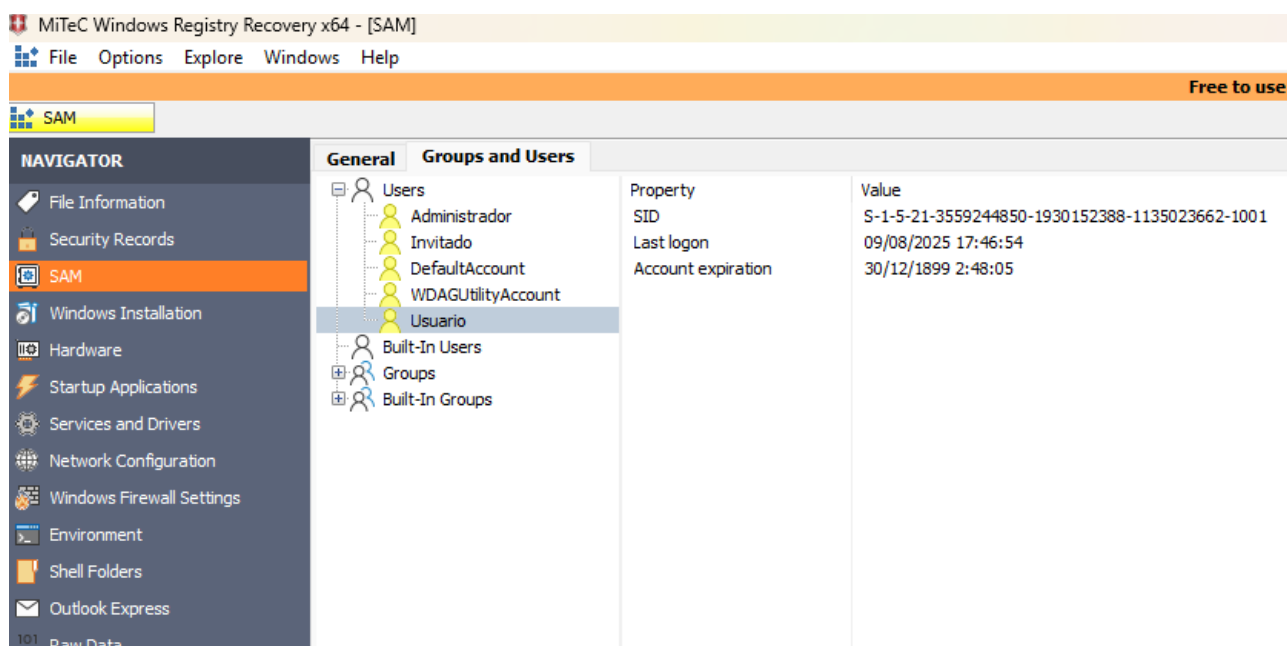 MiTeC Windows Registry Recovery x64 - [SAM]
File Options Explore Windows Help
Free to use
SAM
NAVIGATOR
File Information
Security Records
SAM
Windows Installation
Hardware
Startup Applications
Services and Drivers
Network Configuration
Windows Firewall Settings
Environment
Shell Folders
Outlook Express
101 Raw Data
General Groups and Users
Users
Administrador
Invitado
DefaultAccount
WDAGUtilityAccount
Usuario
Built-In Users
Groups
Built-In Groups
Property Value
SID S-1-5-21-3559244850-1930152388-1135023662-1001
Last logon 09/08/2025 17:46:54
Account expiration 30/12/1899 2:48:05